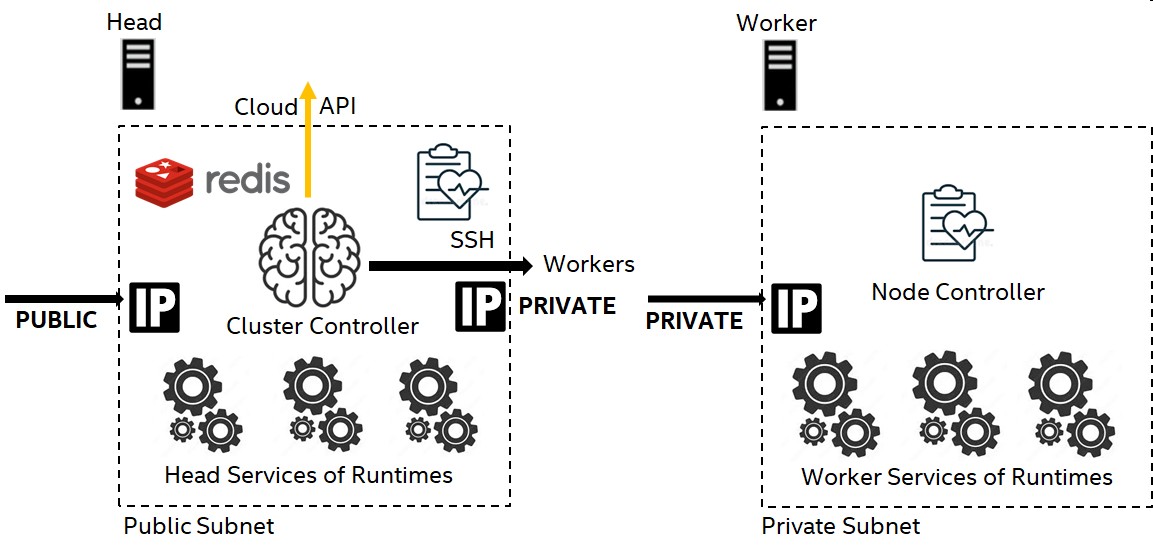 Head
Worker
Cloud API
redis
SSH
Workers
IP
PUBLIC
Cluster Controller
IP
PRIVATE
PRIVATE
IP
Node Controller
Head Services of Runtimes
Worker Services of Runtimes
Public Subnet
Private Subnet